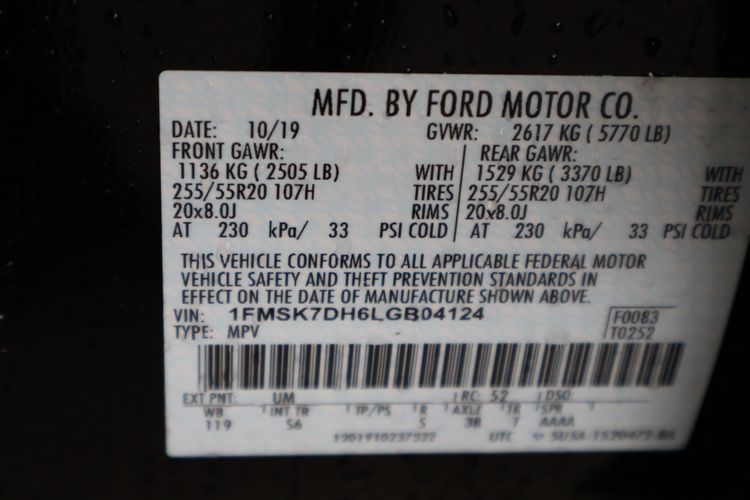 MFD. BY FORD MOTOR CO.
DATE: 10/19 GVWR: 2617 KG ( 5770 LB)
FRONT GAWR: REAR GAWR:
1136 KG ( 2505 LB) WITH 1529 KG ( 3370 LB) WITH
255/55R20 107H TIRES 255/55R20 107H TIRES
20x8.0J RIMS 20x8.0J RIMS
AT 230 kPa/ 33 PSI COLD AT 230 kPa/ 33 PSI COLD
THIS VEHICLE CONFORMS TO ALL APPLICABLE FEDERAL MOTOR
VEHICLE SAFETY AND THEFT PREVENTION STANDARDS IN
EFFECT ON THE DATE OF MANUFACTURE SHOWN ABOVE.
VIN: 1FMSK7DH6LGB04124 F0083
TYPE: MPV T0252
EXT PNT: UM RC: 52 DSO:
WB INT TR TP/PS R AXLE TR SPR
119 S6 S 3B T AAAA
1201910237322 UTC